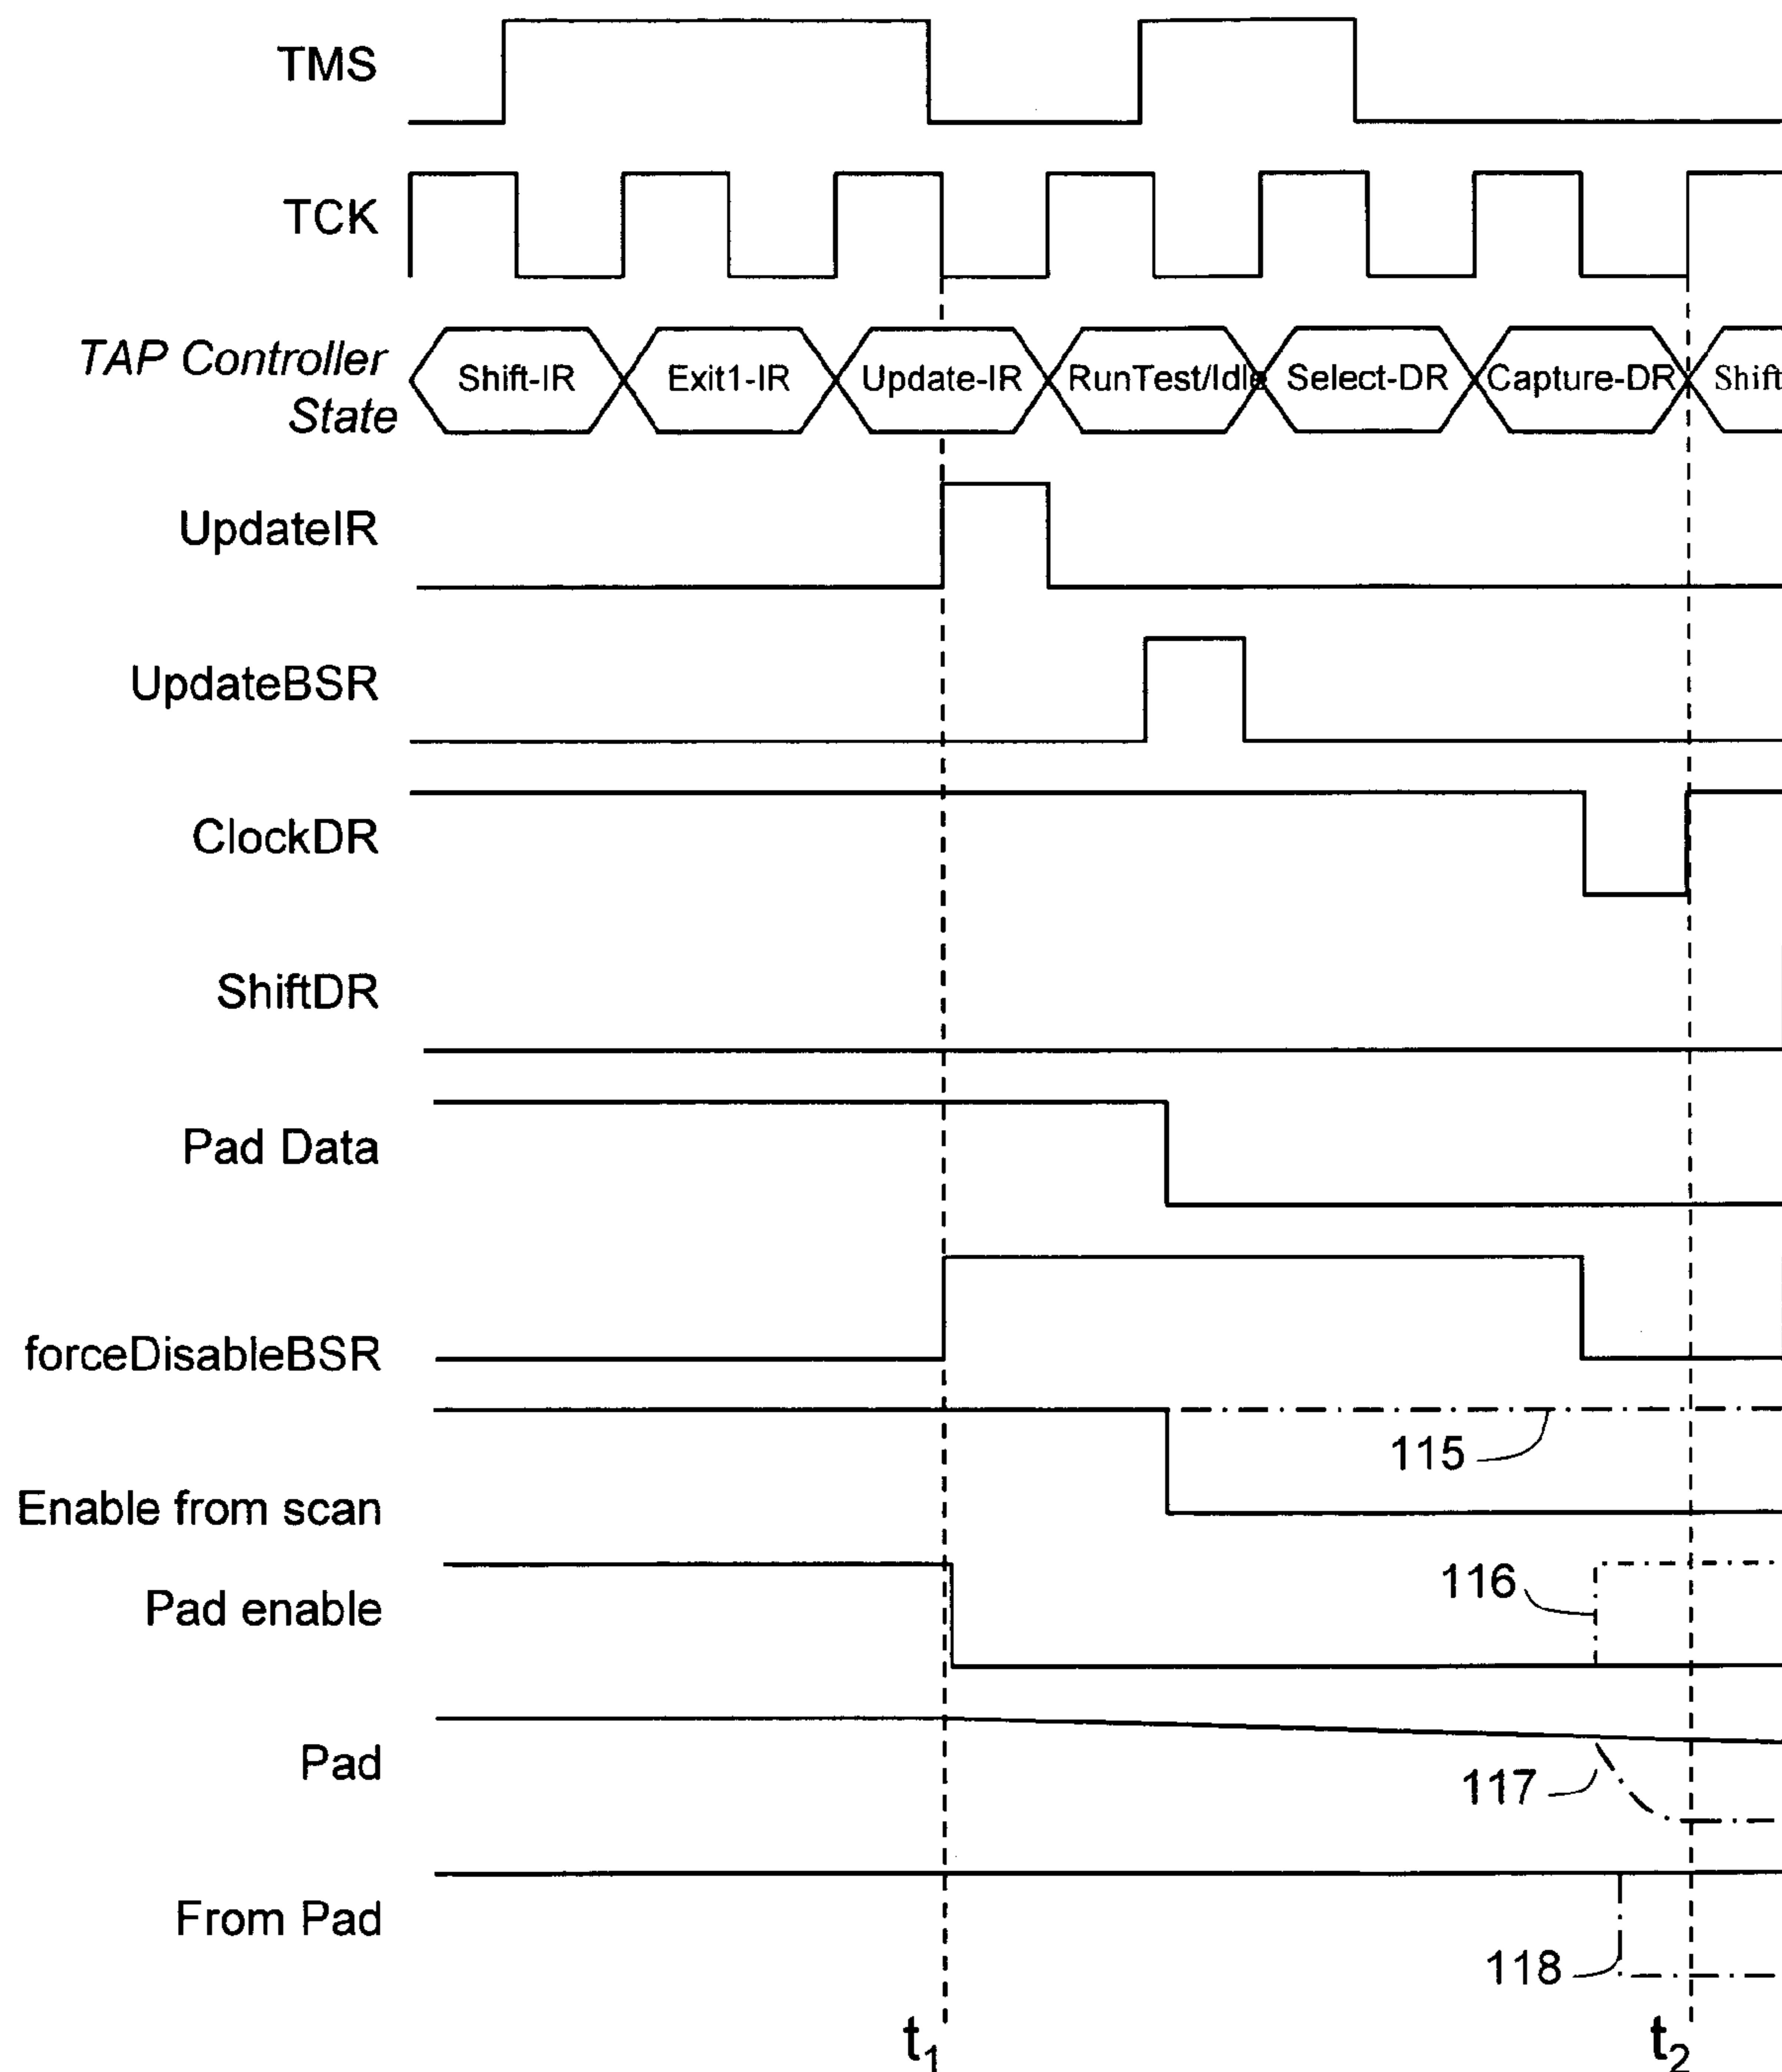 TMS
TCK
TAP Controller
State
Shift-IR Exit1-IR Update-IR RunTest/Idle Select-DR Capture-DR Shift
UpdateIR
UpdateBSR
ClockDR
ShiftDR
Pad Data
forceDisableBSR
115
Enable from scan
116
Pad enable
Pad
117
From Pad
118
t1 t2